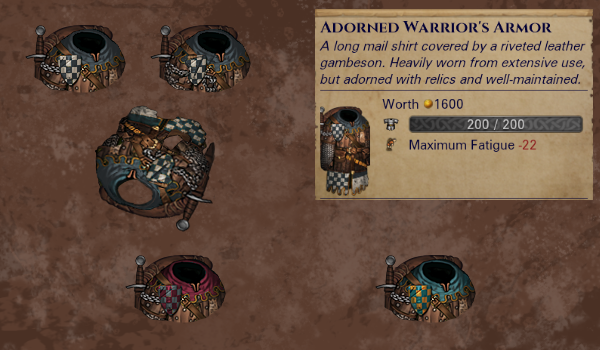 Adorned Warrior's Armor
A long mail shirt covered by a riveted leather
gambeson. Heavily worn from extensive use,
but adorned with relics and well-maintained.
Worth 1600
200 / 200
Maximum Fatigue -22